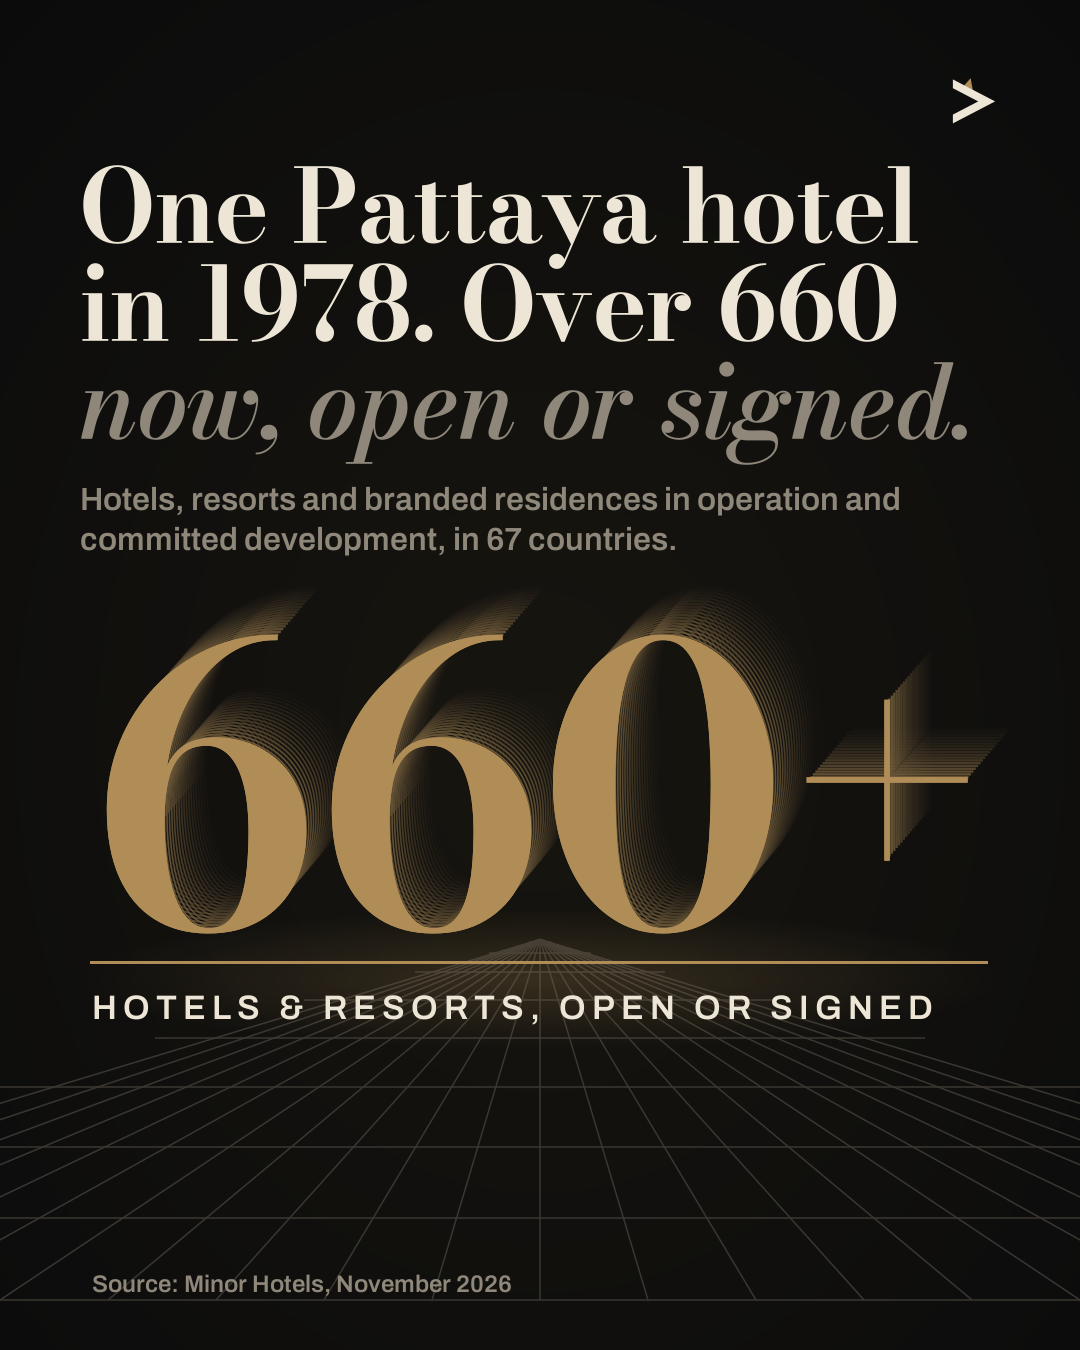 One Pattaya hotel
in 1978. Over 660
now, open or signed.
Hotels, resorts and branded residences in operation and
committed development, in 67 countries.
660+
HOTELS & RESORTS, OPEN OR SIGNED
Source: Minor Hotels, November 2026